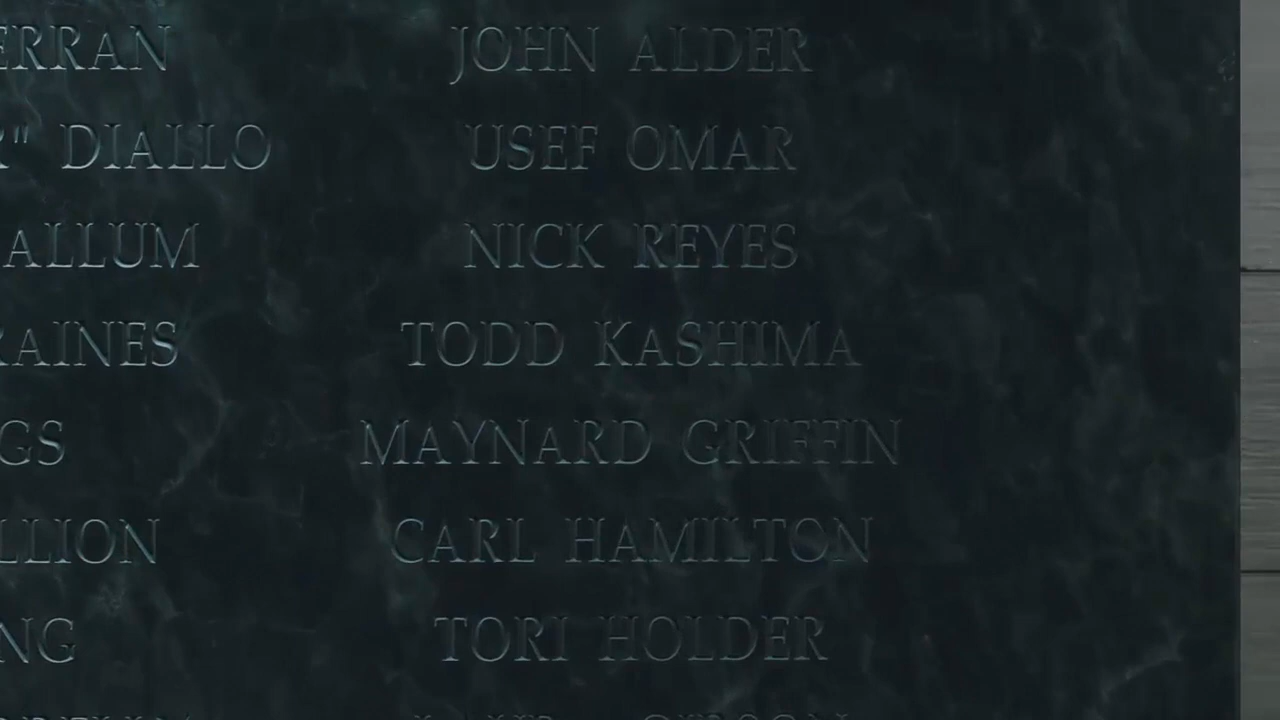 ERRAN JOHN ALDER
" DIALLO USEF OMAR
ALLUM NICK REYES
RAINES TODD KASHIMA
GS MAYNARD GRIFFIN
LLION CARL HAMILTON
NG TORI HOLDER